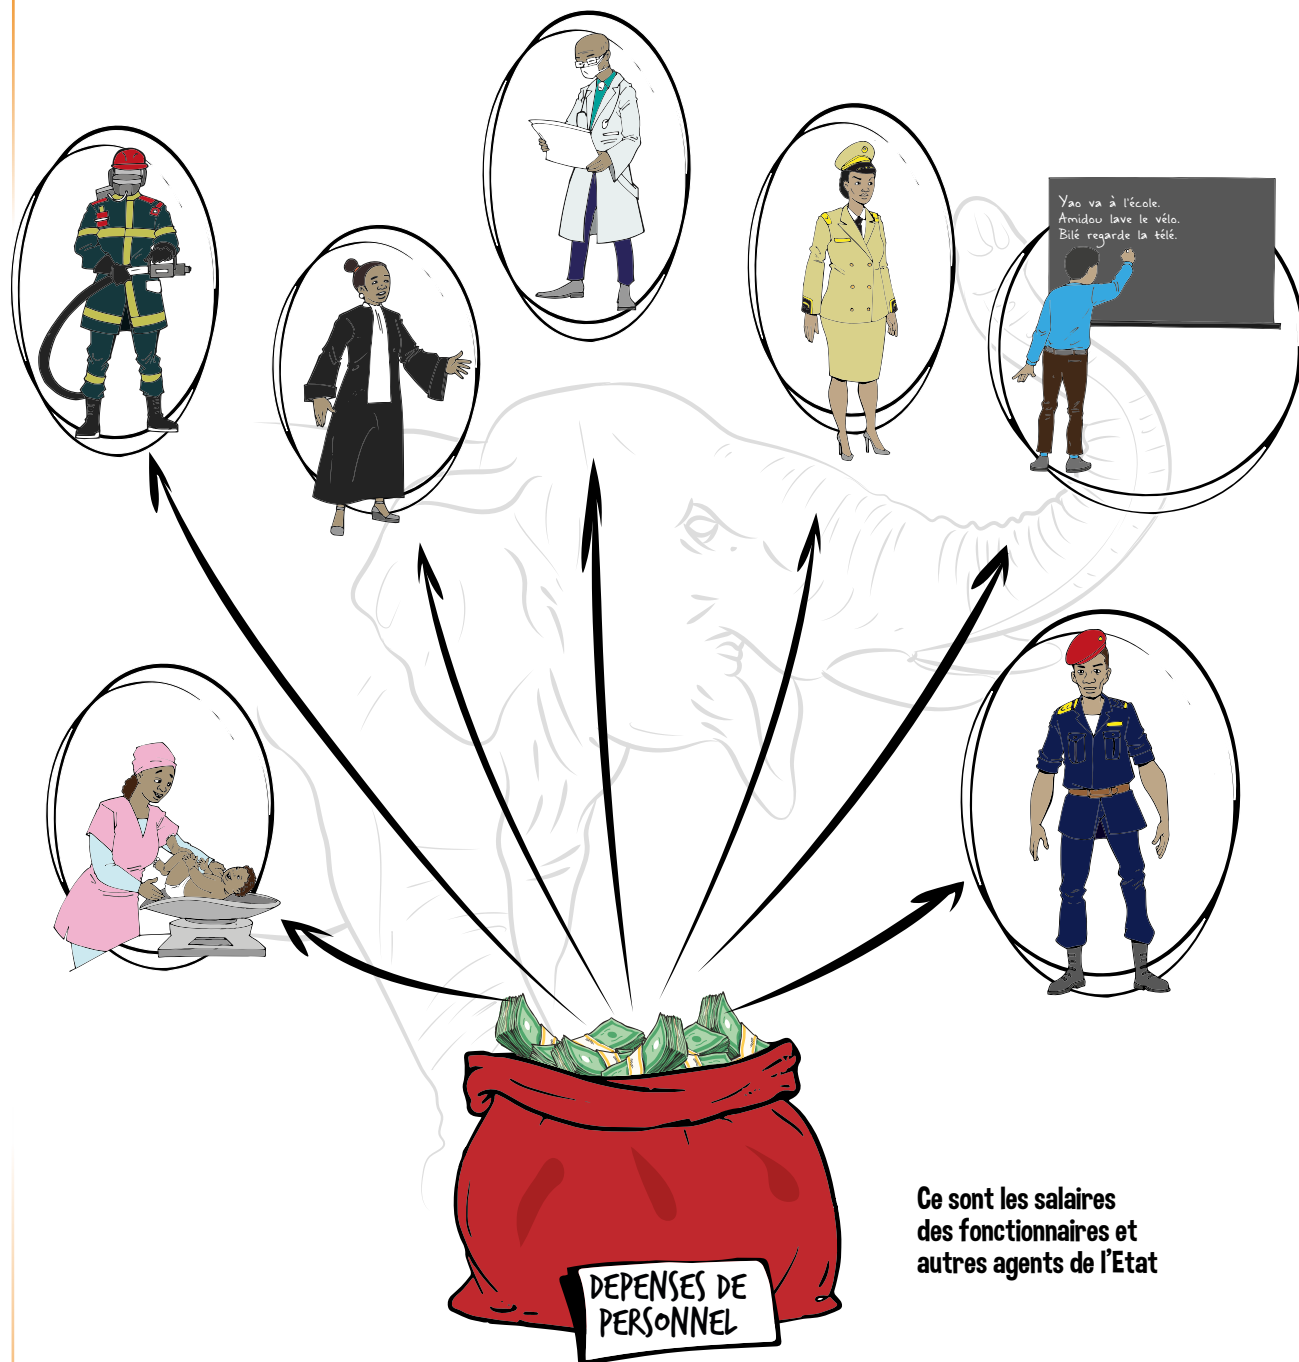 Yao va à l'école.
Amidou lave le vélo.
Bilé regarde la télé.
Ce sont les salaires
des fonctionnaires et
autres agents de l'Etat
DEPENSES DE
PERSONNEL